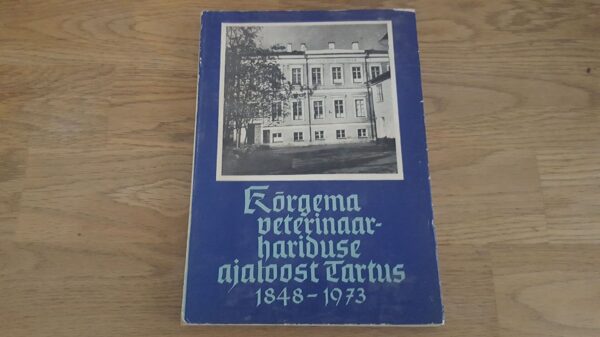 Kõrgema
veterinaar-
hariduse
ajaloost Tartus
1848-1973